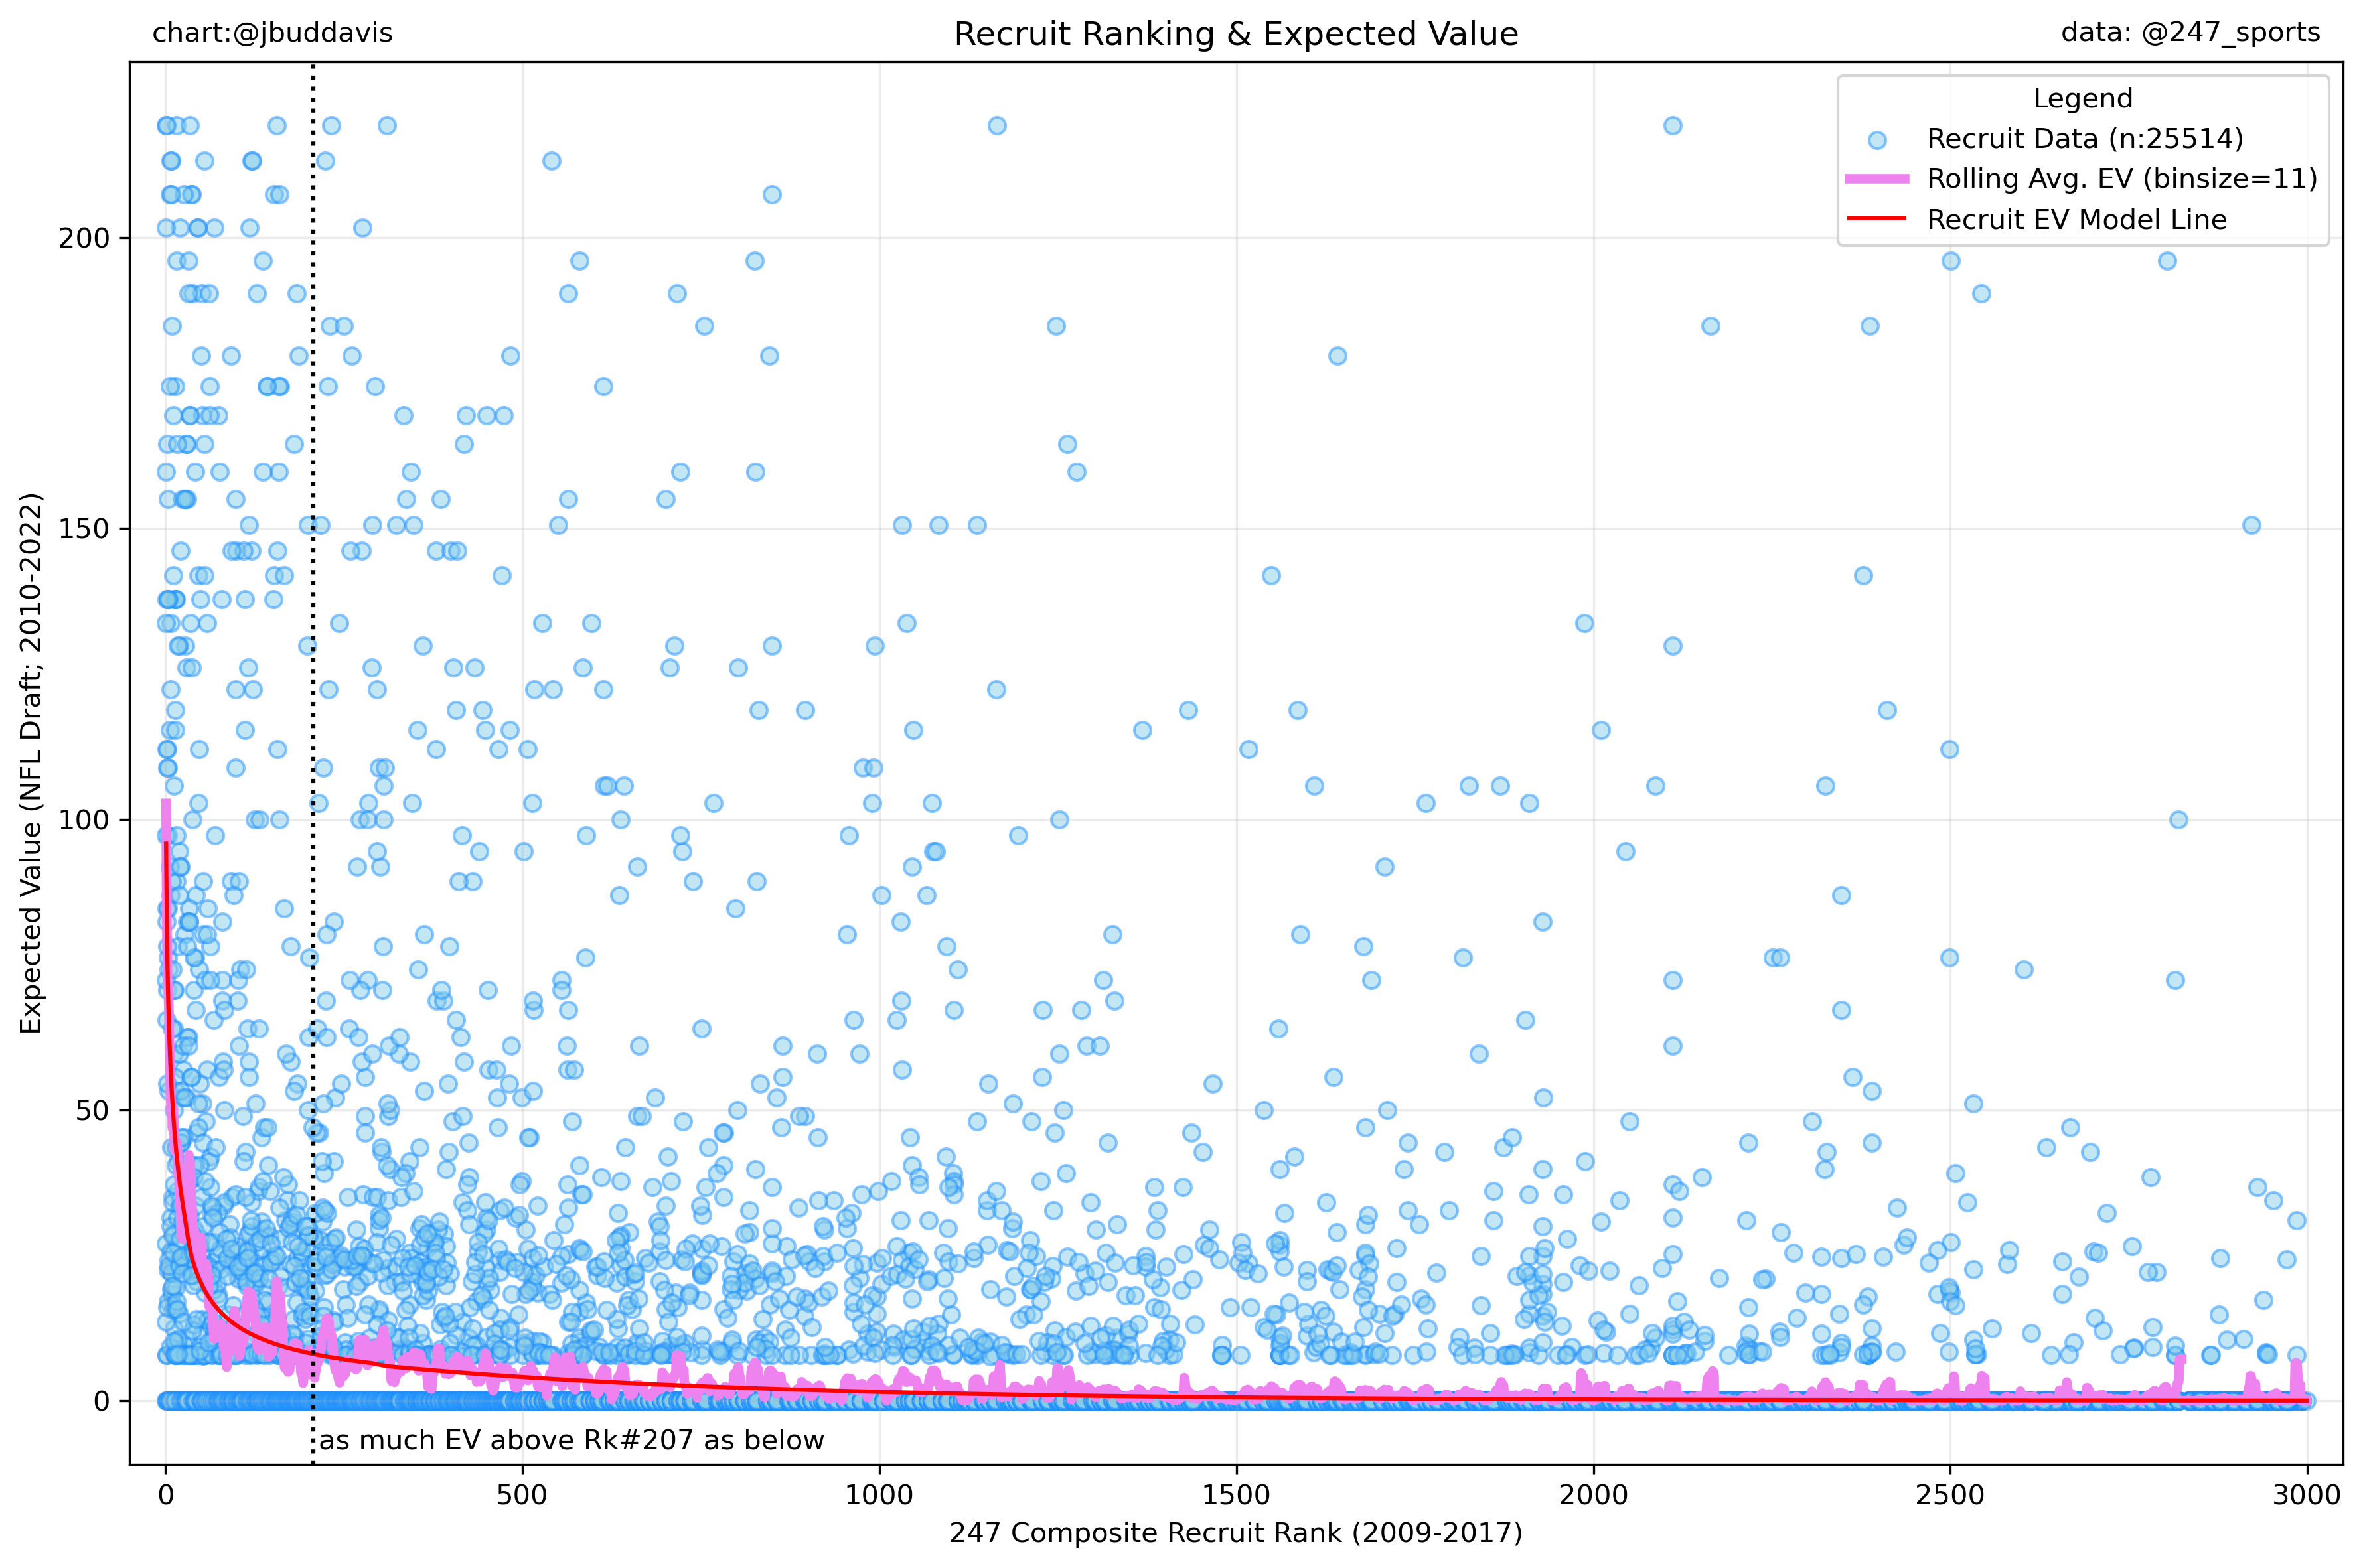 chart:@jbuddavis
Recruit Ranking & Expected Value
data: @247_sports
Legend
Recruit Data (n:25514)
Rolling Avg. EV (binsize=11)
Recruit EV Model Line
Expected Value (NFL Draft; 2010-2022)
200
150
100
50
0
as much EV above Rk#207 as below
0 500 1000 1500 2000 2500 3000
247 Composite Recruit Rank (2009-2017)